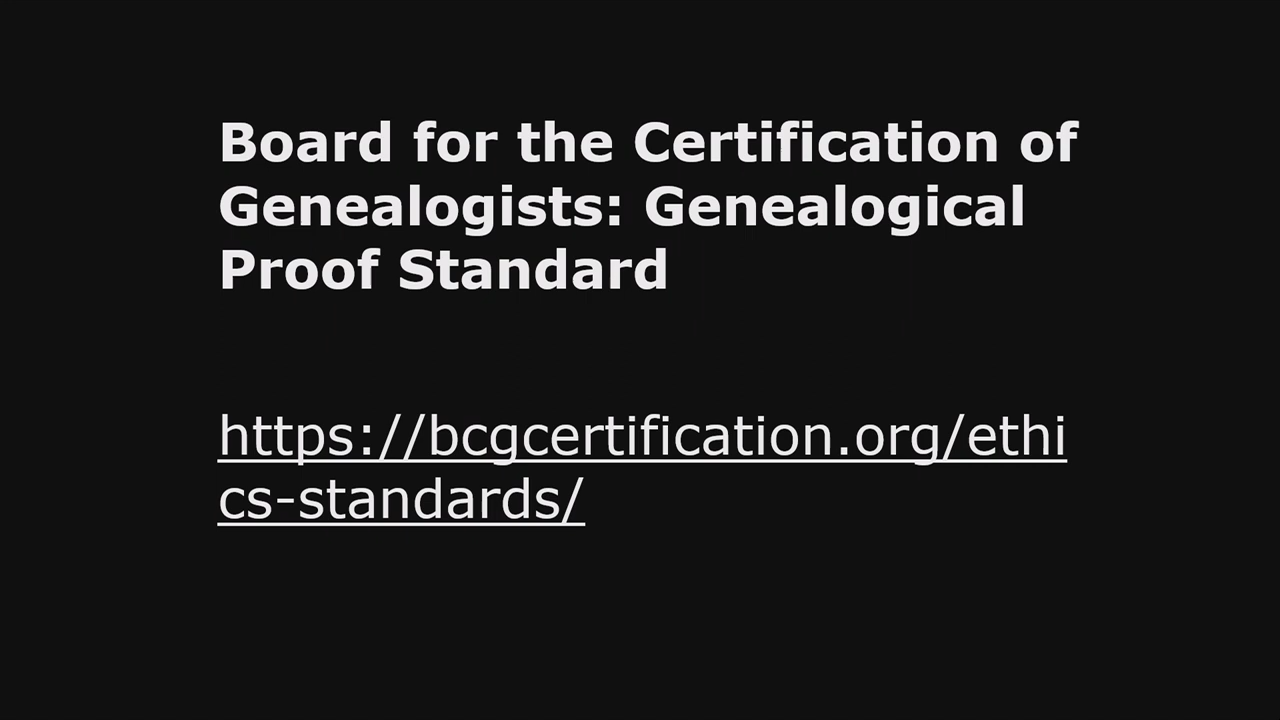 Board for the Certification of
Genealogists: Genealogical
Proof Standard
https://bcgcertification.org/ethi
cs-standards/